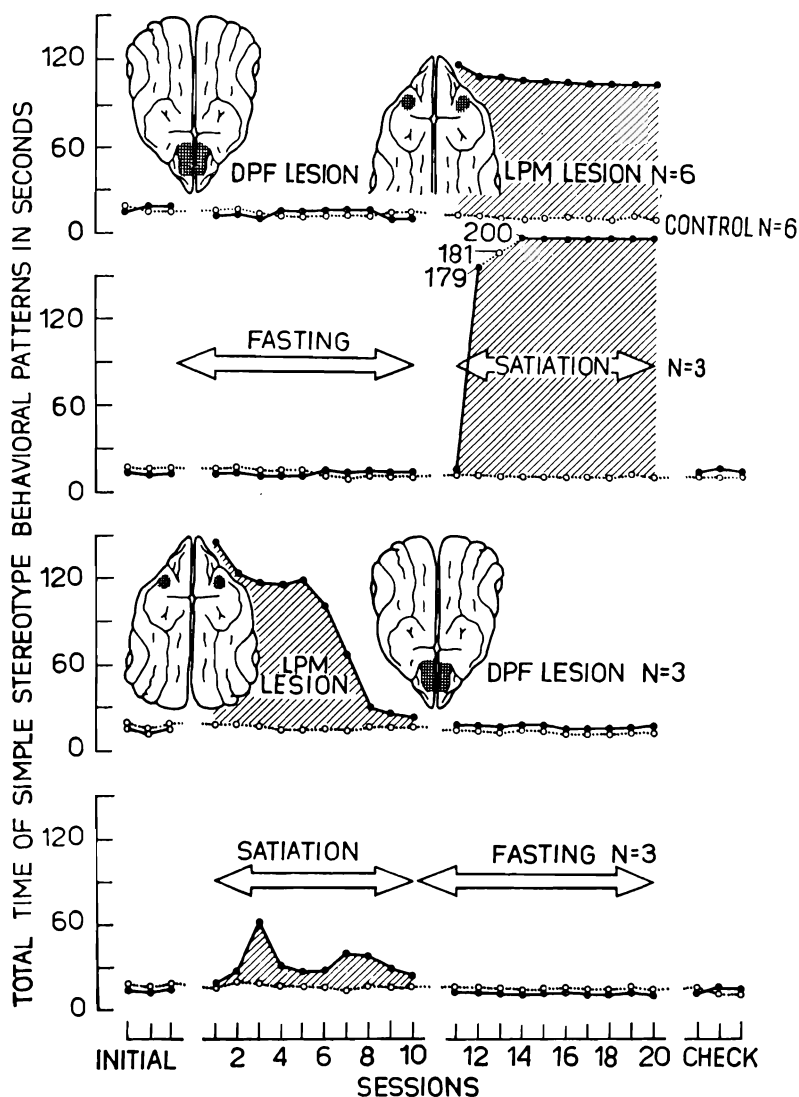 TOTAL TIME OF SIMPLE STEREOTYPE BEHAVIORAL PATTERNS IN SECONDS
120
60
0
DPF LESION
LPM LESION N=6
CONTROL N=6
200
181
179
120
60
0
FASTING
SATIATION
N=3
120
60
0
LPM
LESION
DPF LESION N=3
120
60
0
SATIATION
FASTING N=3
INITIAL 2 4 6 8 10 12 14 16 18 20 CHECK
SESSIONS